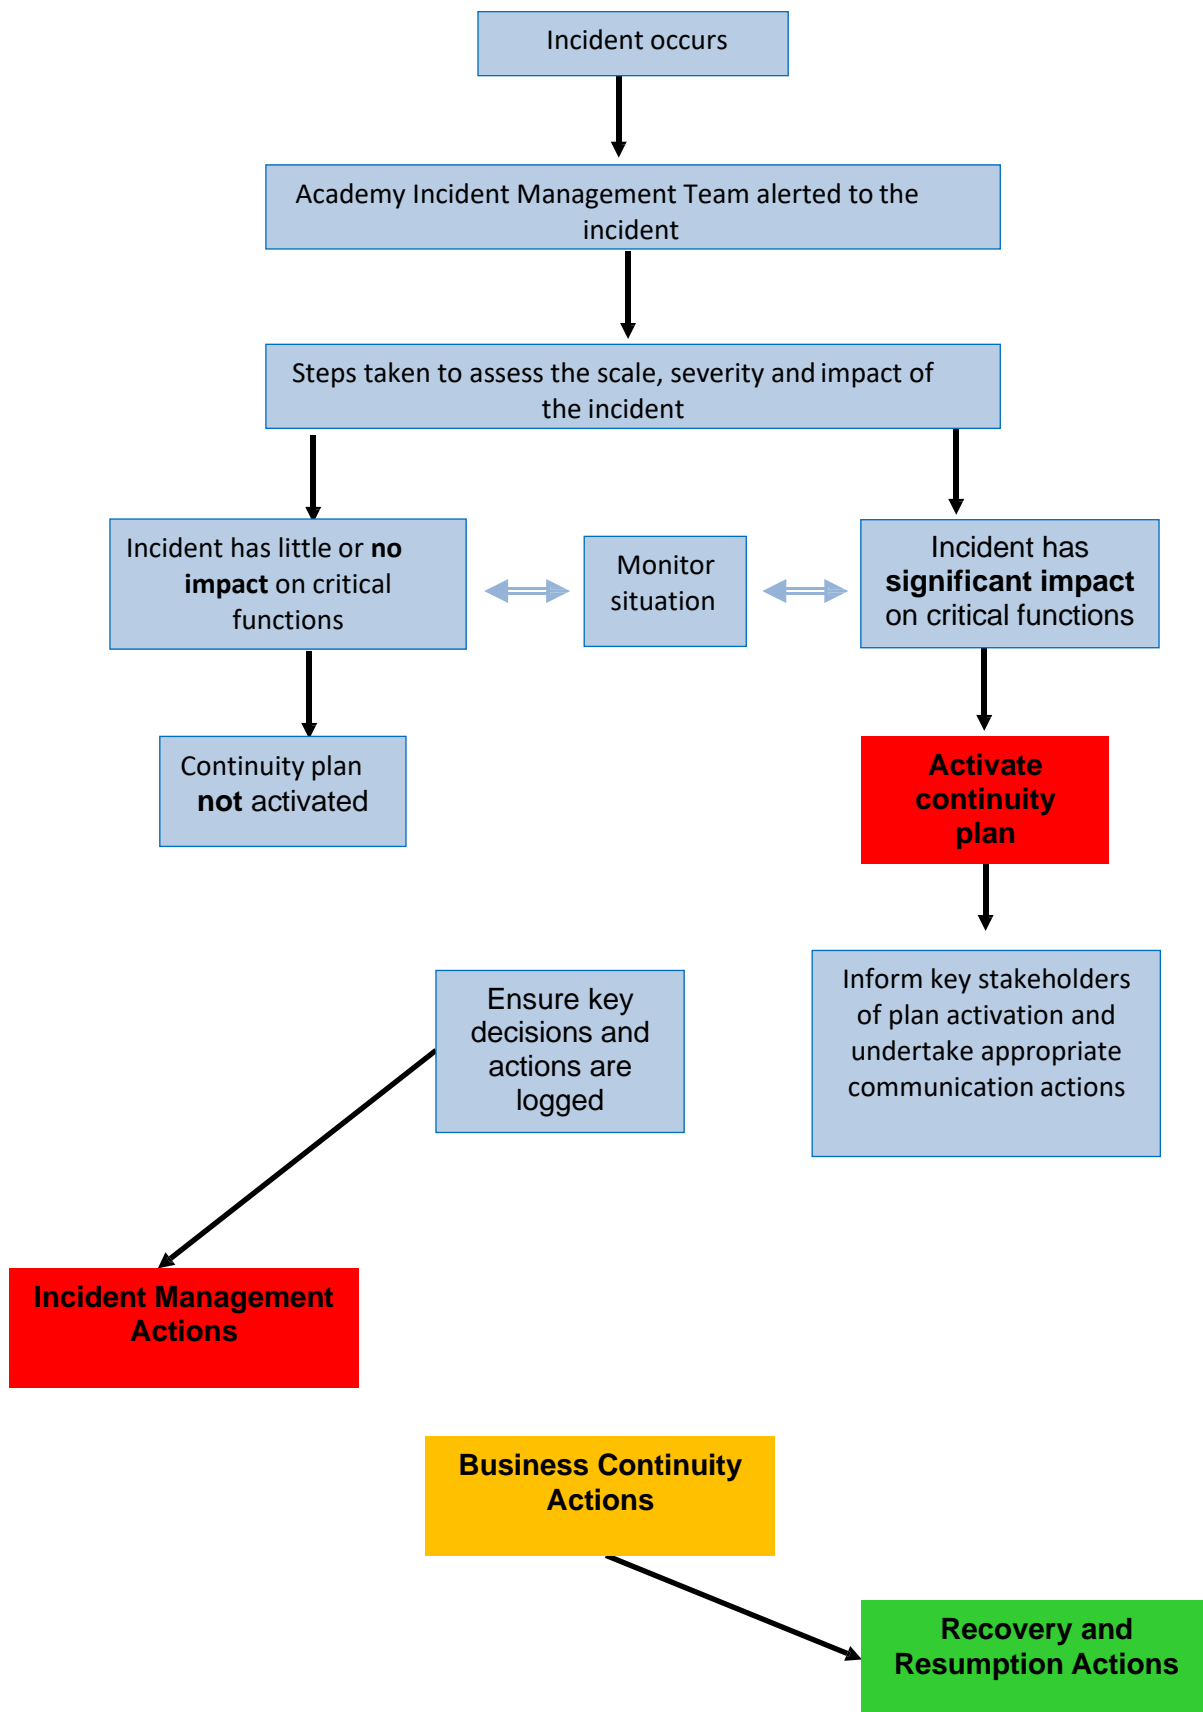 Incident occurs
Academy Incident Management Team alerted to the
incident
Steps taken to assess the scale, severity and impact of
the incident
Incident has little or no
impact on critical
functions
Monitor
situation
Incident has
significant impact
on critical functions
Continuity plan
not activated
Activate
continuity
plan
Ensure key
decisions and
actions are
logged
Inform key stakeholders
of plan activation and
undertake appropriate
communication actions
Incident Management
Actions
Business Continuity
Actions
Recovery and
Resumption Actions